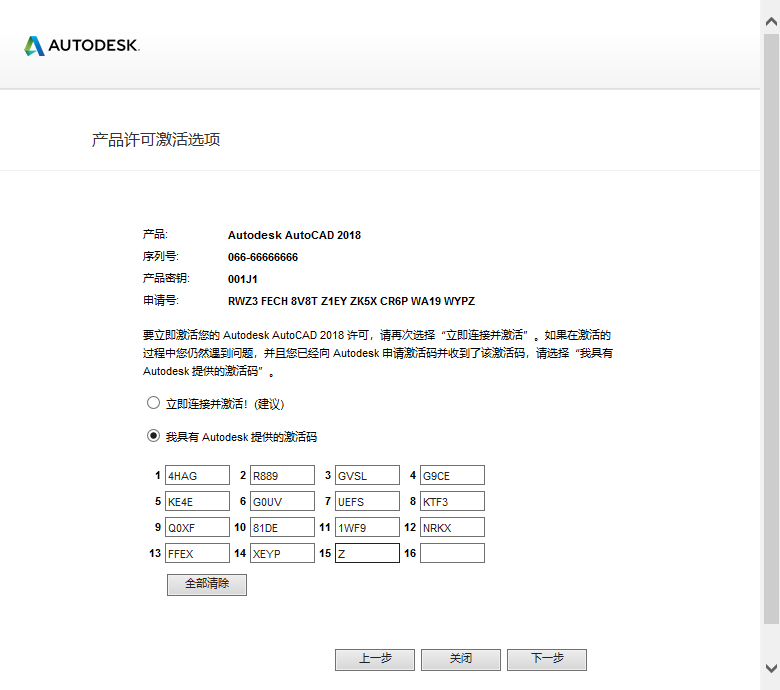 AUTODESK.
产品许可激活选项
产品: Autodesk AutoCAD 2018
序列号: 066-66666666
产品密钥: 001J1
申请号: RWZ3 FECH 8V8T Z1EY ZK5X CR6P WA19 WYPZ
要立即激活您的 Autodesk AutoCAD 2018 许可，请再次选择“立即连接并激活”。如果在激活的
过程中您仍然遇到问题，并且您已经向 Autodesk 申请激活码并收到了该激活码，请选择“我具有
Autodesk 提供的激活码”。
立即连接并激活！(建议)
我具有 Autodesk 提供的激活码
1 4HAG 2 R889 3 GVSL 4 G9CE
5 KE4E 6 G0UV 7 UEFS 8 KTF3
9 Q0XF 10 81DE 11 1WF9 12 NRKX
13 FFEX 14 XEYP 15 Z 16
全部清除
上一步 关闭 下一步